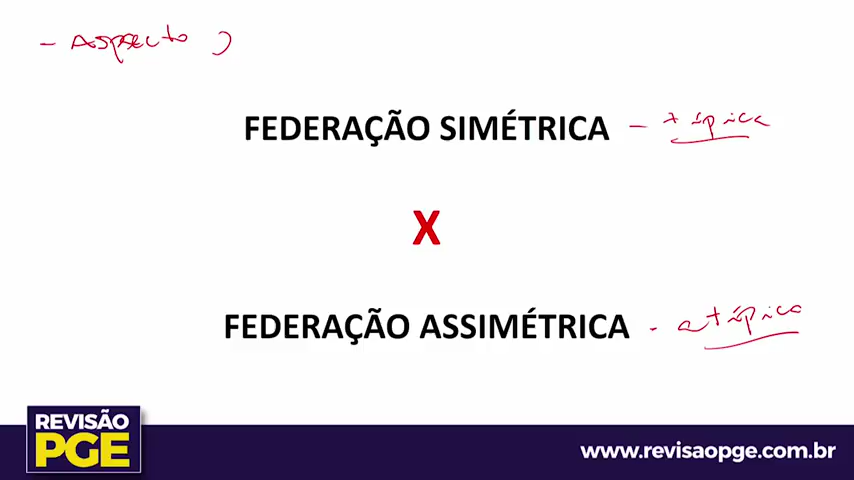 - Aspecto
FEDERAÇÃO SIMÉTRICA - típica
X
FEDERAÇÃO ASSIMÉTRICA - atípica
REVISÃO
PGE
www.revisaopge.com.br